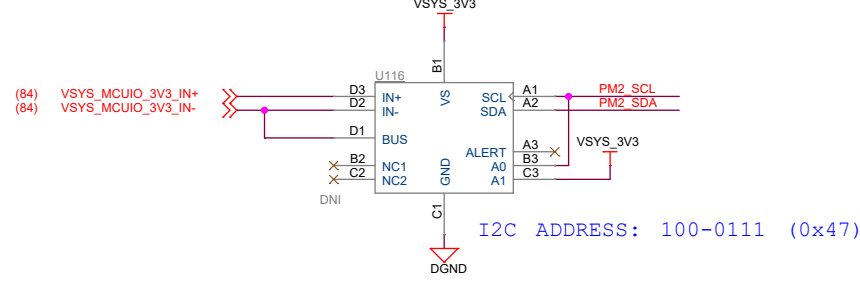 VSYS_3V3
U116
(84) VSYS_MCUIO_3V3_IN+ D3 IN+ B1 VS SCL A1 PM2_SCL
(84) VSYS_MCUIO_3V3_IN- D2 IN- SDA A2 PM2_SDA
D1 BUS
ALERT A3 VSYS_3V3
B2 NC1 GND A0 B3
C2 NC2 A1 C3
DNI
C1
I2C ADDRESS: 100-0111 (0x47)
DGND